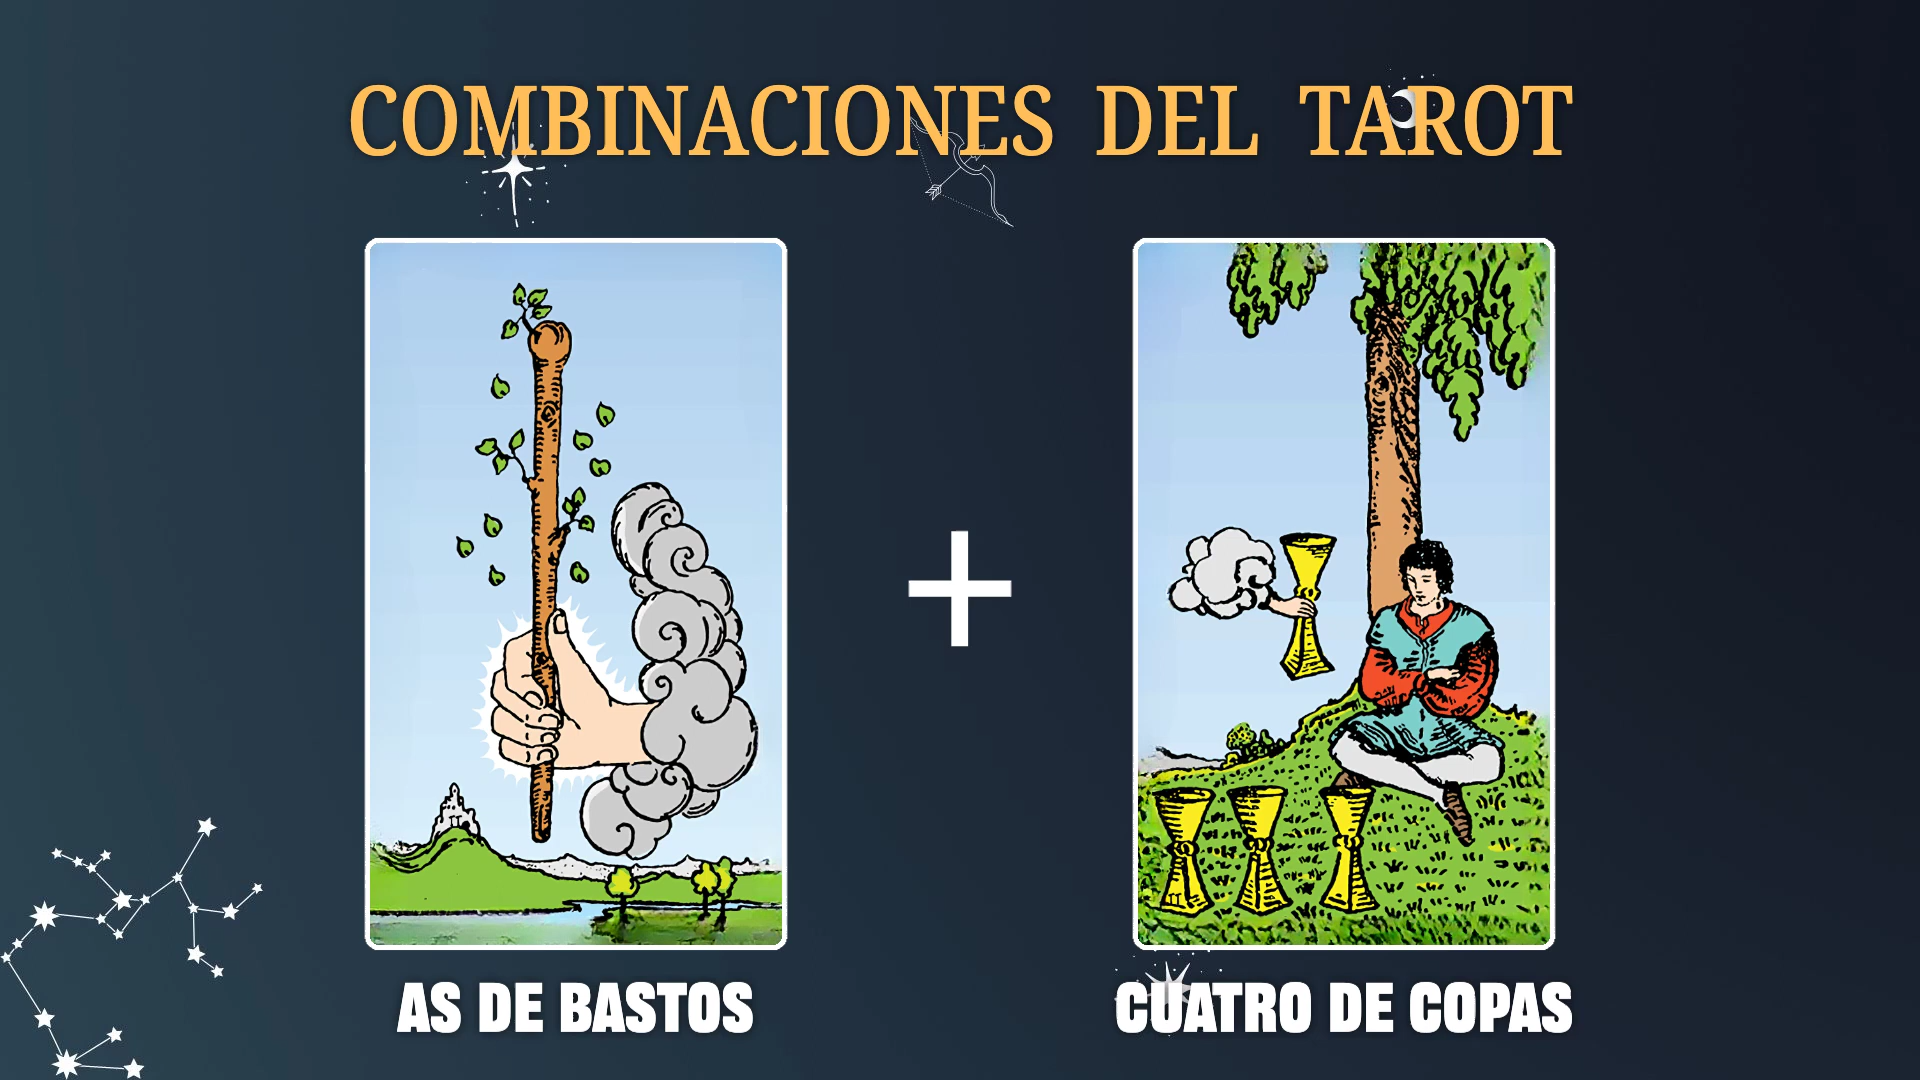 COMBINACIONES DEL TAROT
AS DE BASTOS
CUATRO DE COPAS